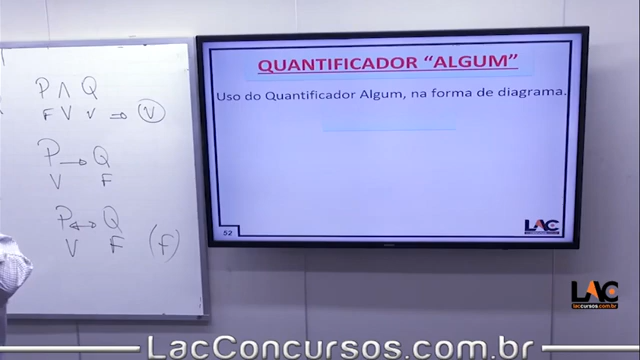 P ∧ Q
F V V ⇒ V
P → Q
V F
P ↔ Q
V F (F)
QUANTIFICADOR “ALGUM”
Uso do Quantificador Algum, na forma de diagrama.
52
LAC
LAC
laccursos.com.br
LacConcursos.com.br